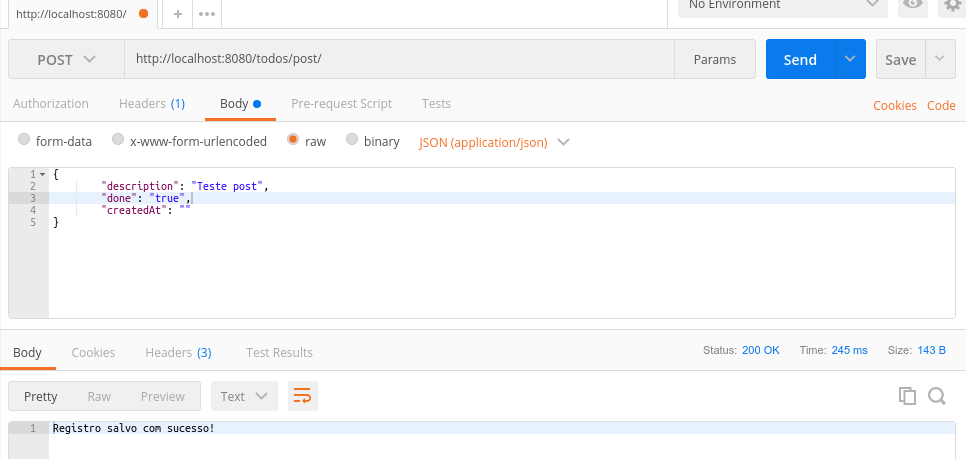 http://localhost:8080/ + ••• No Environment
POST http://localhost:8080/todos/post/ Params Send Save
Authorization Headers (1) Body Pre-request Script Tests Cookies Code
form-data x-www-form-urlencoded raw binary JSON (application/json)
1 {
2 "description": "Teste post",
3 "done": "true",
4 "createdAt": ""
5 }
Body Cookies Headers (3) Test Results Status: 200 OK Time: 245 ms Size: 143 B
Pretty Raw Preview Text
1 Registro salvo com sucesso!